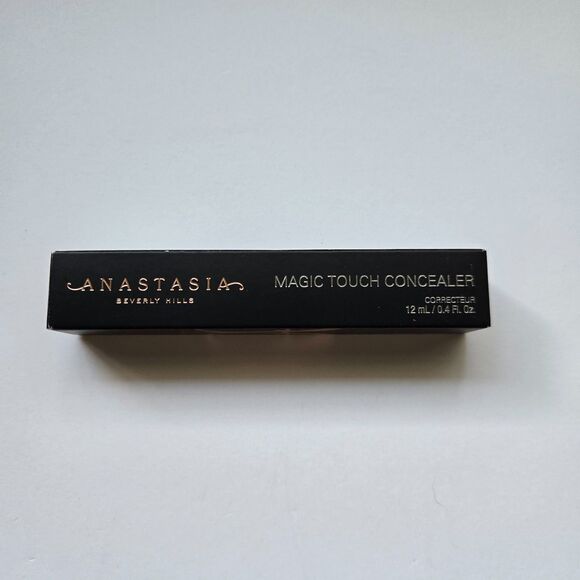 ANASTASIA
BEVERLY HILLS
MAGIC TOUCH CONCEALER
CORRECTEUR
12 mL / 0.4 Fl. Oz.